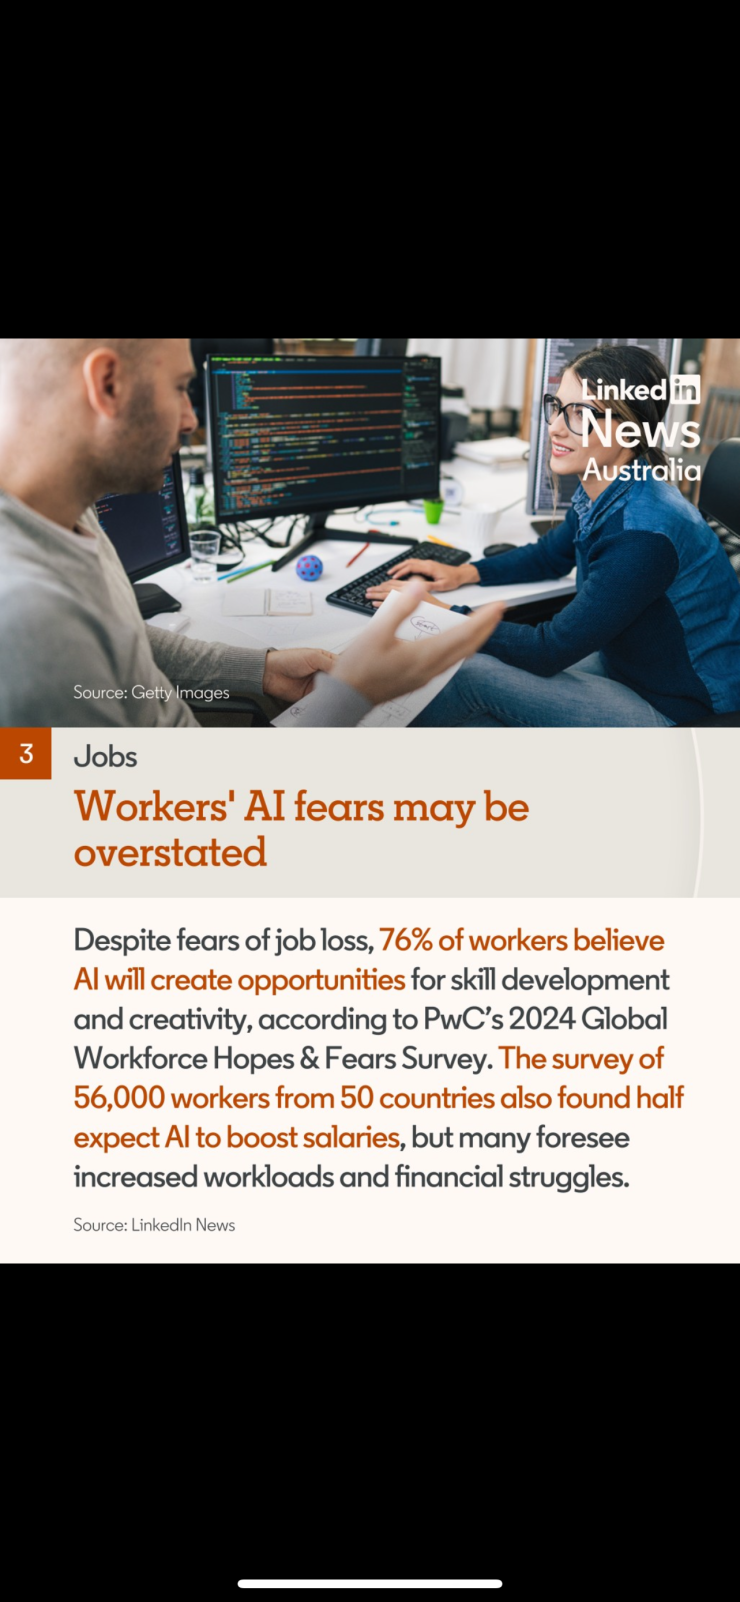 Linked in
News
Australia
Source: Getty Images
3
Jobs
Workers' AI fears may be
overstated
Despite fears of job loss, 76% of workers believe
AI will create opportunities for skill development
and creativity, according to PwC’s 2024 Global
Workforce Hopes & Fears Survey. The survey of
56,000 workers from 50 countries also found half
expect AI to boost salaries, but many foresee
increased workloads and financial struggles.
Source: LinkedIn News